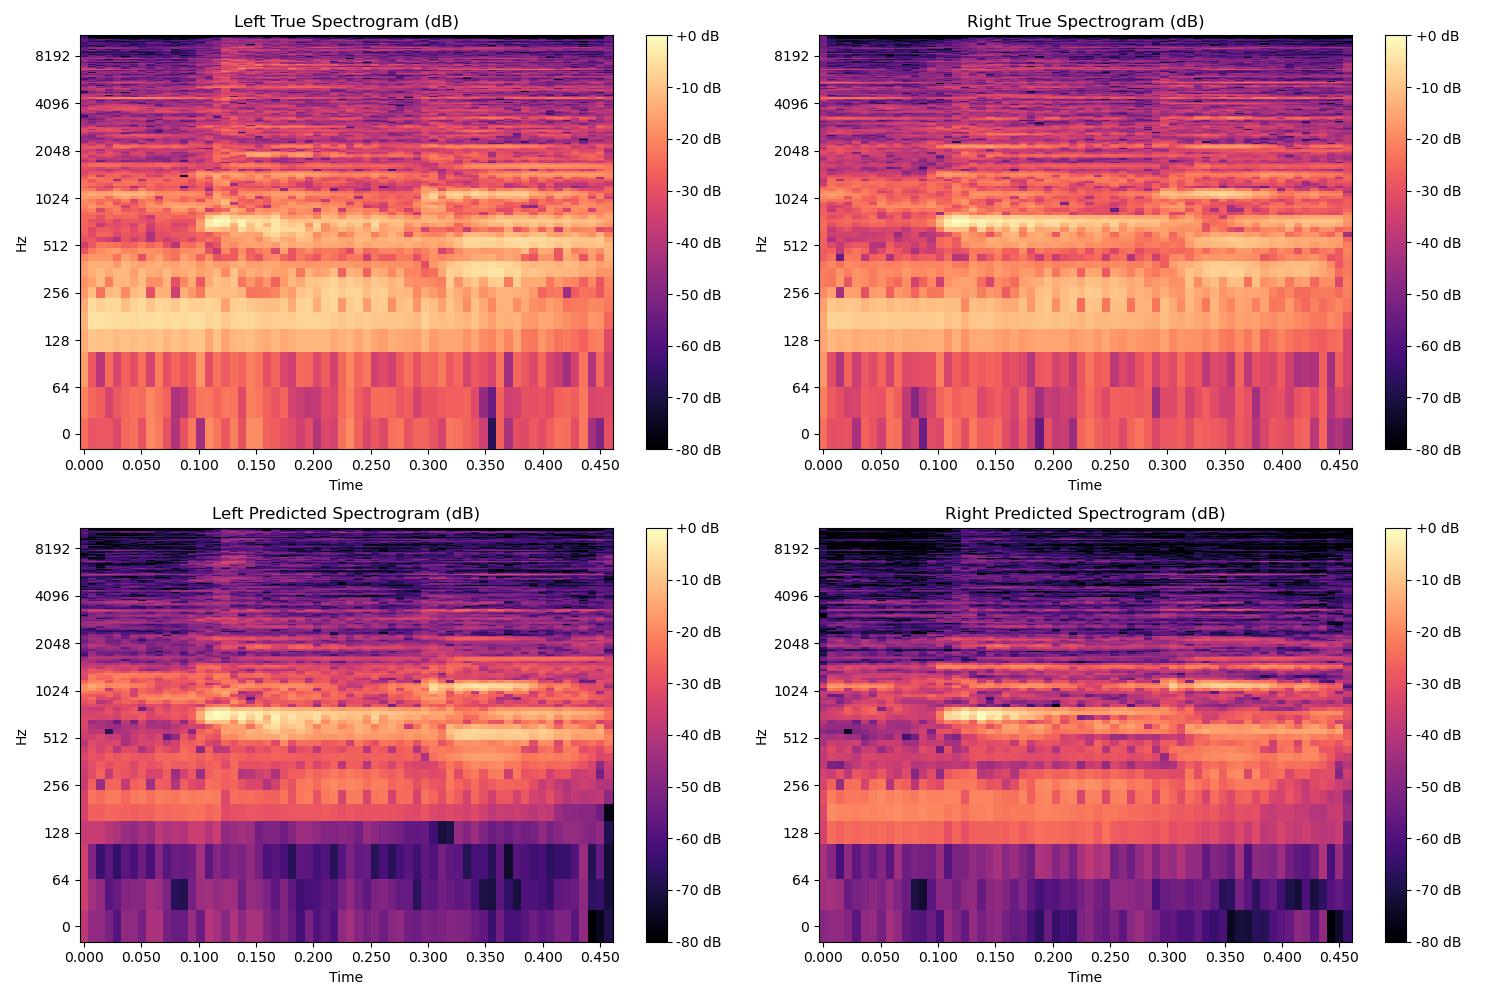 Left True Spectrogram (dB)
Hz
8192
4096
2048
1024
512
256
128
64
0
0.000 0.050 0.100 0.150 0.200 0.250 0.300 0.350 0.400 0.450
Time
+0 dB
-10 dB
-20 dB
-30 dB
-40 dB
-50 dB
-60 dB
-70 dB
-80 dB
Right True Spectrogram (dB)
Hz
8192
4096
2048
1024
512
256
128
64
0
0.000 0.050 0.100 0.150 0.200 0.250 0.300 0.350 0.400 0.450
Time
+0 dB
-10 dB
-20 dB
-30 dB
-40 dB
-50 dB
-60 dB
-70 dB
-80 dB
Left Predicted Spectrogram (dB)
Hz
8192
4096
2048
1024
512
256
128
64
0
0.000 0.050 0.100 0.150 0.200 0.250 0.300 0.350 0.400 0.450
Time
+0 dB
-10 dB
-20 dB
-30 dB
-40 dB
-50 dB
-60 dB
-70 dB
-80 dB
Right Predicted Spectrogram (dB)
Hz
8192
4096
2048
1024
512
256
128
64
0
0.000 0.050 0.100 0.150 0.200 0.250 0.300 0.350 0.400 0.450
Time
+0 dB
-10 dB
-20 dB
-30 dB
-40 dB
-50 dB
-60 dB
-70 dB
-80 dB